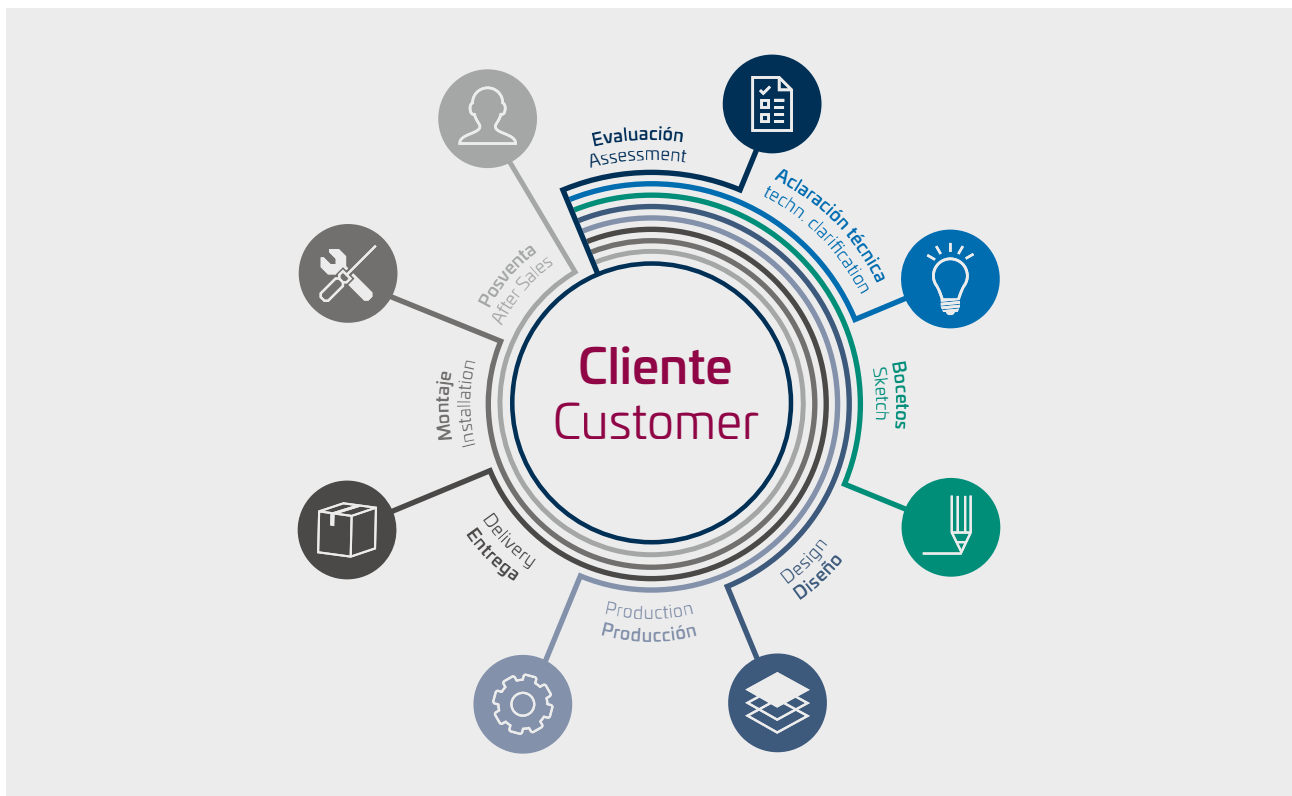 Cliente
Customer
Evaluación
Assessment
Aclaración técnica
techn. clarification
Bocetos
Sketch
Design
Diseño
Production
Producción
Delivery
Entrega
Montaje
Installation
Posventa
After Sales